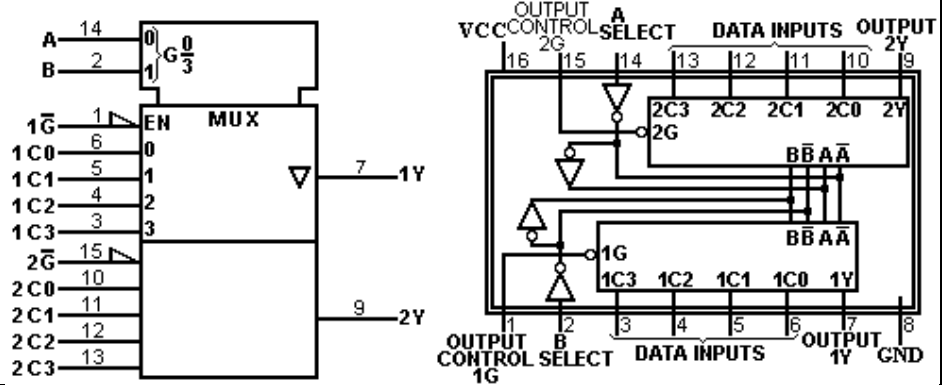 A 14 0
B 2 1
G 0/3
MUX
1G̅ 1 EN
1C0 6 0
1C1 5 1
1C2 4 2
1C3 3 3
7 1Y
2G̅ 15
2C0 10
2C1 11
2C2 12
2C3 13
9 2Y
VCC
OUTPUT
CONTROL
2G
A
SELECT
DATA INPUTS
OUTPUT
2Y
16 15 14 13 12 11 10 9
2C3 2C2 2C1 2C0 2Y
2G
B B̅ A A̅
B B̅ A A̅
1G
1C3 1C2 1C1 1C0 1Y
1 2 3 4 5 6 7 8
OUTPUT
CONTROL
1G
B
SELECT
DATA INPUTS
OUTPUT
1Y
GND